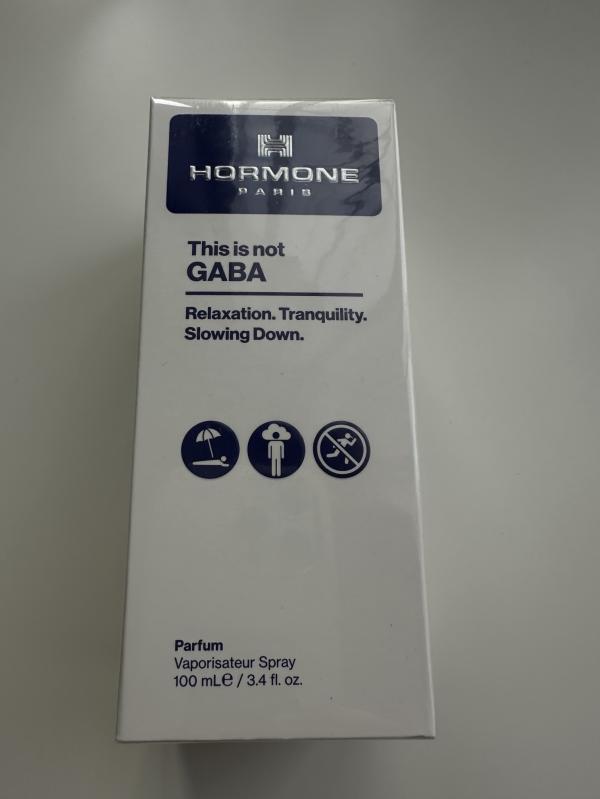 HORMONE
PARIS
This is not
GABA
Relaxation. Tranquility.
Slowing Down.
Parfum
Vaporisateur Spray
100 mL℮ / 3.4 fl. oz.